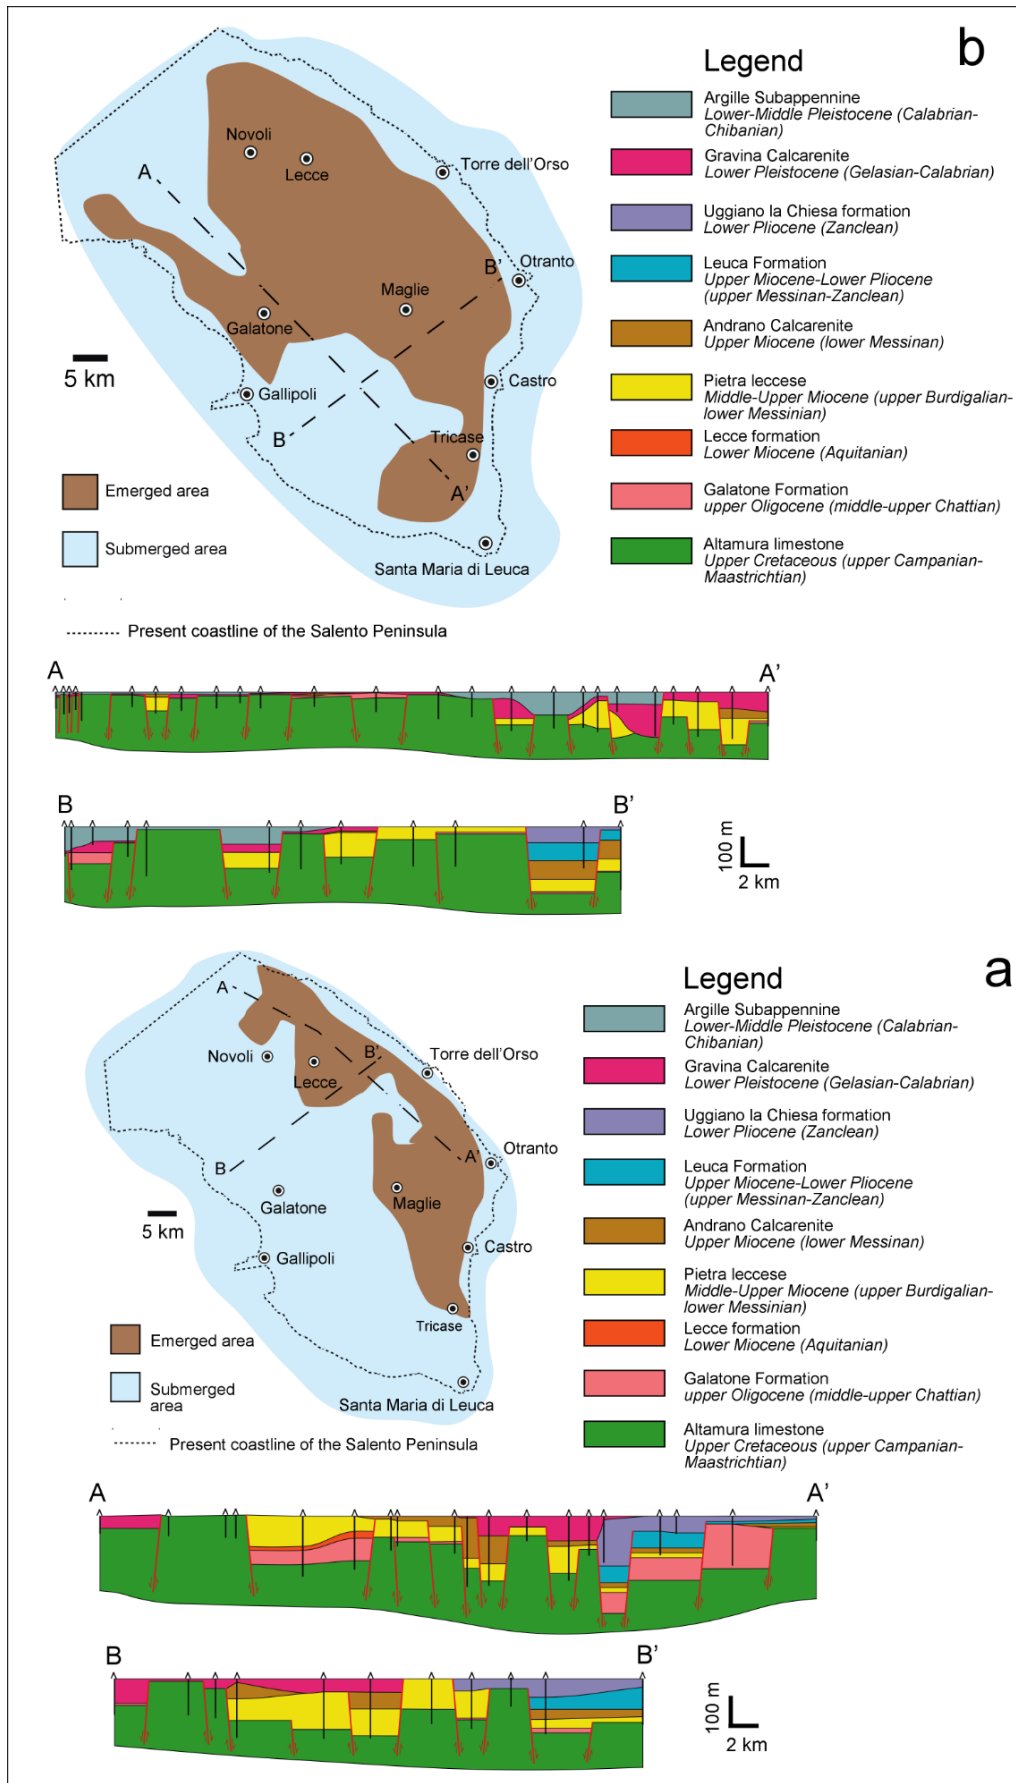 b
Legend
Argille Subappennine
Lower-Middle Pleistocene (Calabrian-
Chibanian)
Gravina Calcarenite
Lower Pleistocene (Gelasian-Calabrian)
Uggiano la Chiesa formation
Lower Pliocene (Zanclean)
Leuca Formation
Upper Miocene-Lower Pliocene
(upper Messinan-Zanclean)
Andrano Calcarenite
Upper Miocene (lower Messinan)
Pietra leccese
Middle-Upper Miocene (upper Burdigalian-
lower Messinian)
Lecce formation
Lower Miocene (Aquitanian)
Galatone Formation
upper Oligocene (middle-upper Chattian)
Altamura limestone
Upper Cretaceous (upper Campanian-
Maastrichtian)
Novoli
Lecce
Torre dell'Orso
A
B'
Otranto
Maglie
Galatone
5 km
Castro
Gallipoli
B
Tricase
A'
Emerged area
Submerged area
Santa Maria di Leuca
Present coastline of the Salento Peninsula
A
A'
B
B'
100 m
2 km
a
Legend
Argille Subappennine
Lower-Middle Pleistocene (Calabrian-
Chibanian)
Gravina Calcarenite
Lower Pleistocene (Gelasian-Calabrian)
Uggiano la Chiesa formation
Lower Pliocene (Zanclean)
Leuca Formation
Upper Miocene-Lower Pliocene
(upper Messinan-Zanclean)
Andrano Calcarenite
Upper Miocene (lower Messinan)
Pietra leccese
Middle-Upper Miocene (upper Burdigalian-
lower Messinian)
Lecce formation
Lower Miocene (Aquitanian)
Galatone Formation
upper Oligocene (middle-upper Chattian)
Altamura limestone
Upper Cretaceous (upper Campanian-
Maastrichtian)
A
Novoli
B'
Torre dell'Orso
Lecce
Otranto
B
A'
Galatone
Maglie
5 km
Castro
Gallipoli
Tricase
Emerged area
Submerged
area
Santa Maria di Leuca
Present coastline of the Salento Peninsula
A
A'
B
B'
100 m
2 km